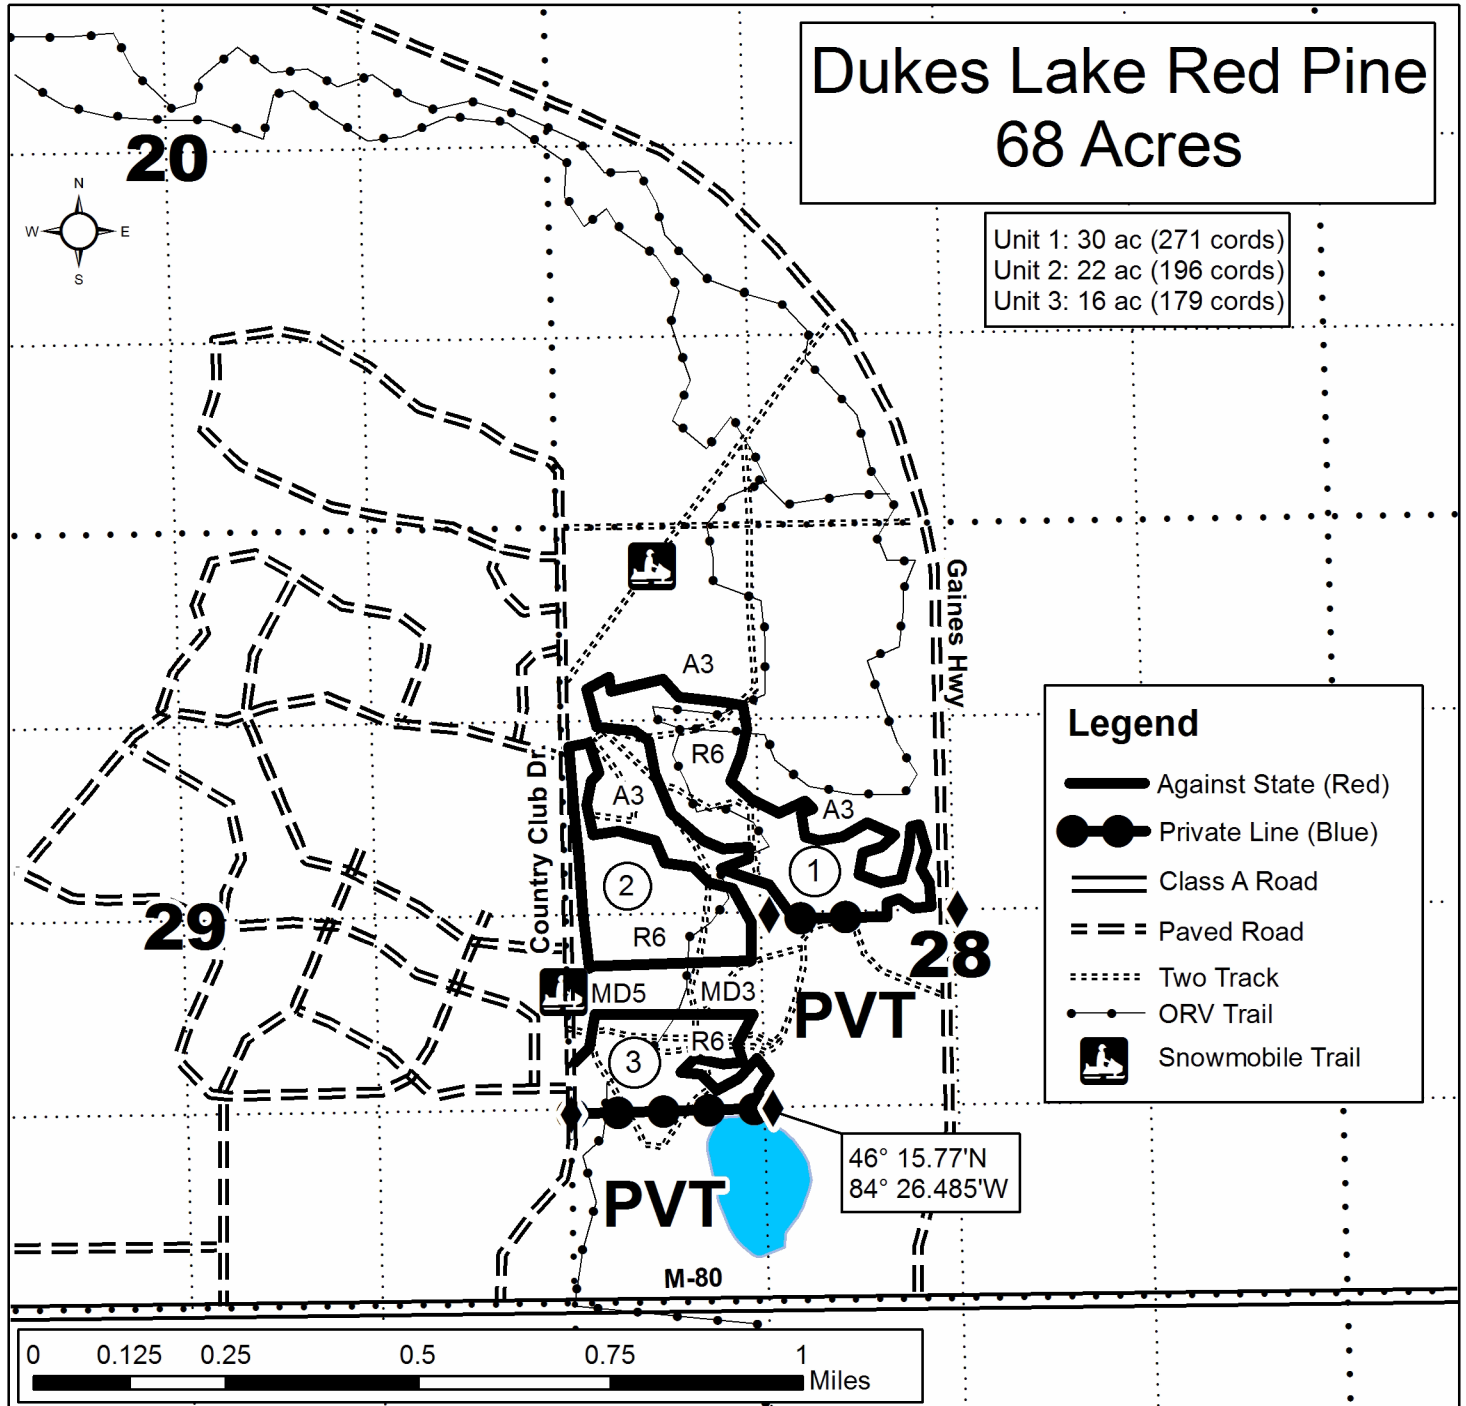 Dukes Lake Red Pine
68 Acres
20
N
W E
S
Unit 1: 30 ac (271 cords)
Unit 2: 22 ac (196 cords)
Unit 3: 16 ac (179 cords)
Gaines Hwy
A3
R6
A3
A3
Country Club Dr.
1
2
R6
29
28
MD5
MD3
PVT
R6
3
Legend
Against State (Red)
Private Line (Blue)
Class A Road
Paved Road
Two Track
ORV Trail
Snowmobile Trail
46° 15.77'N
84° 26.485'W
PVT
M-80
0 0.125 0.25 0.5 0.75 1
Miles